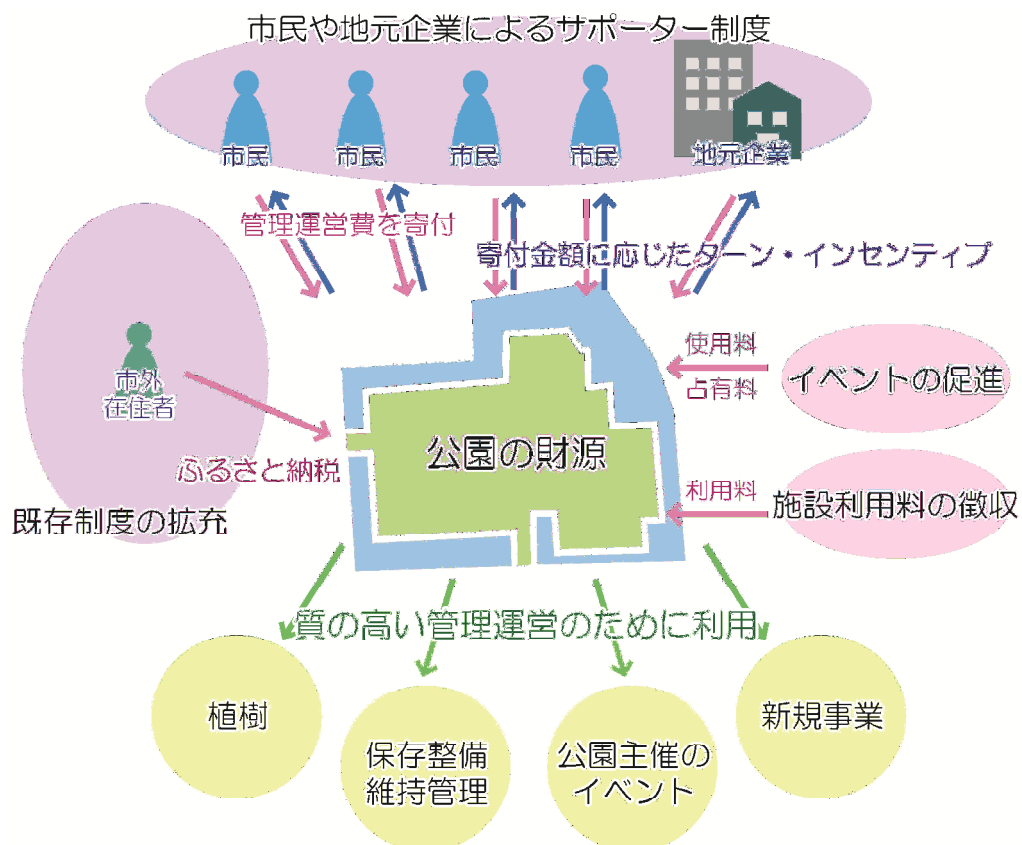 市民や地元企業によるサポーター制度
市民
市民
市民
市民
地元企業
管理運営費を寄付
寄付金額に応じたターン・インセンティブ
市外
在住者
ふるさと納税
既存制度の拡充
公園の財源
使用料
占有料
イベントの促進
利用料
施設利用料の徴収
質の高い管理運営のために利用
植樹
保存整備
維持管理
公園主催の
イベント
新規事業